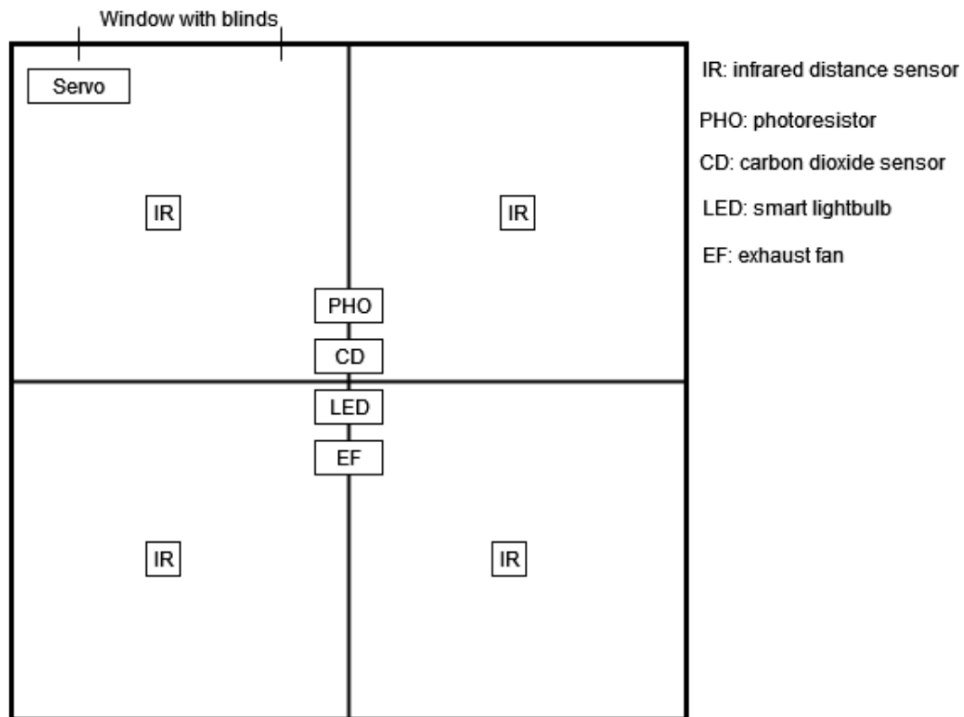 Window with blinds
Servo
IR: infrared distance sensor
PHO: photoresistor
CD: carbon dioxide sensor
IR
IR
LED: smart lightbulb
EF: exhaust fan
PHO
CD
LED
EF
IR
IR